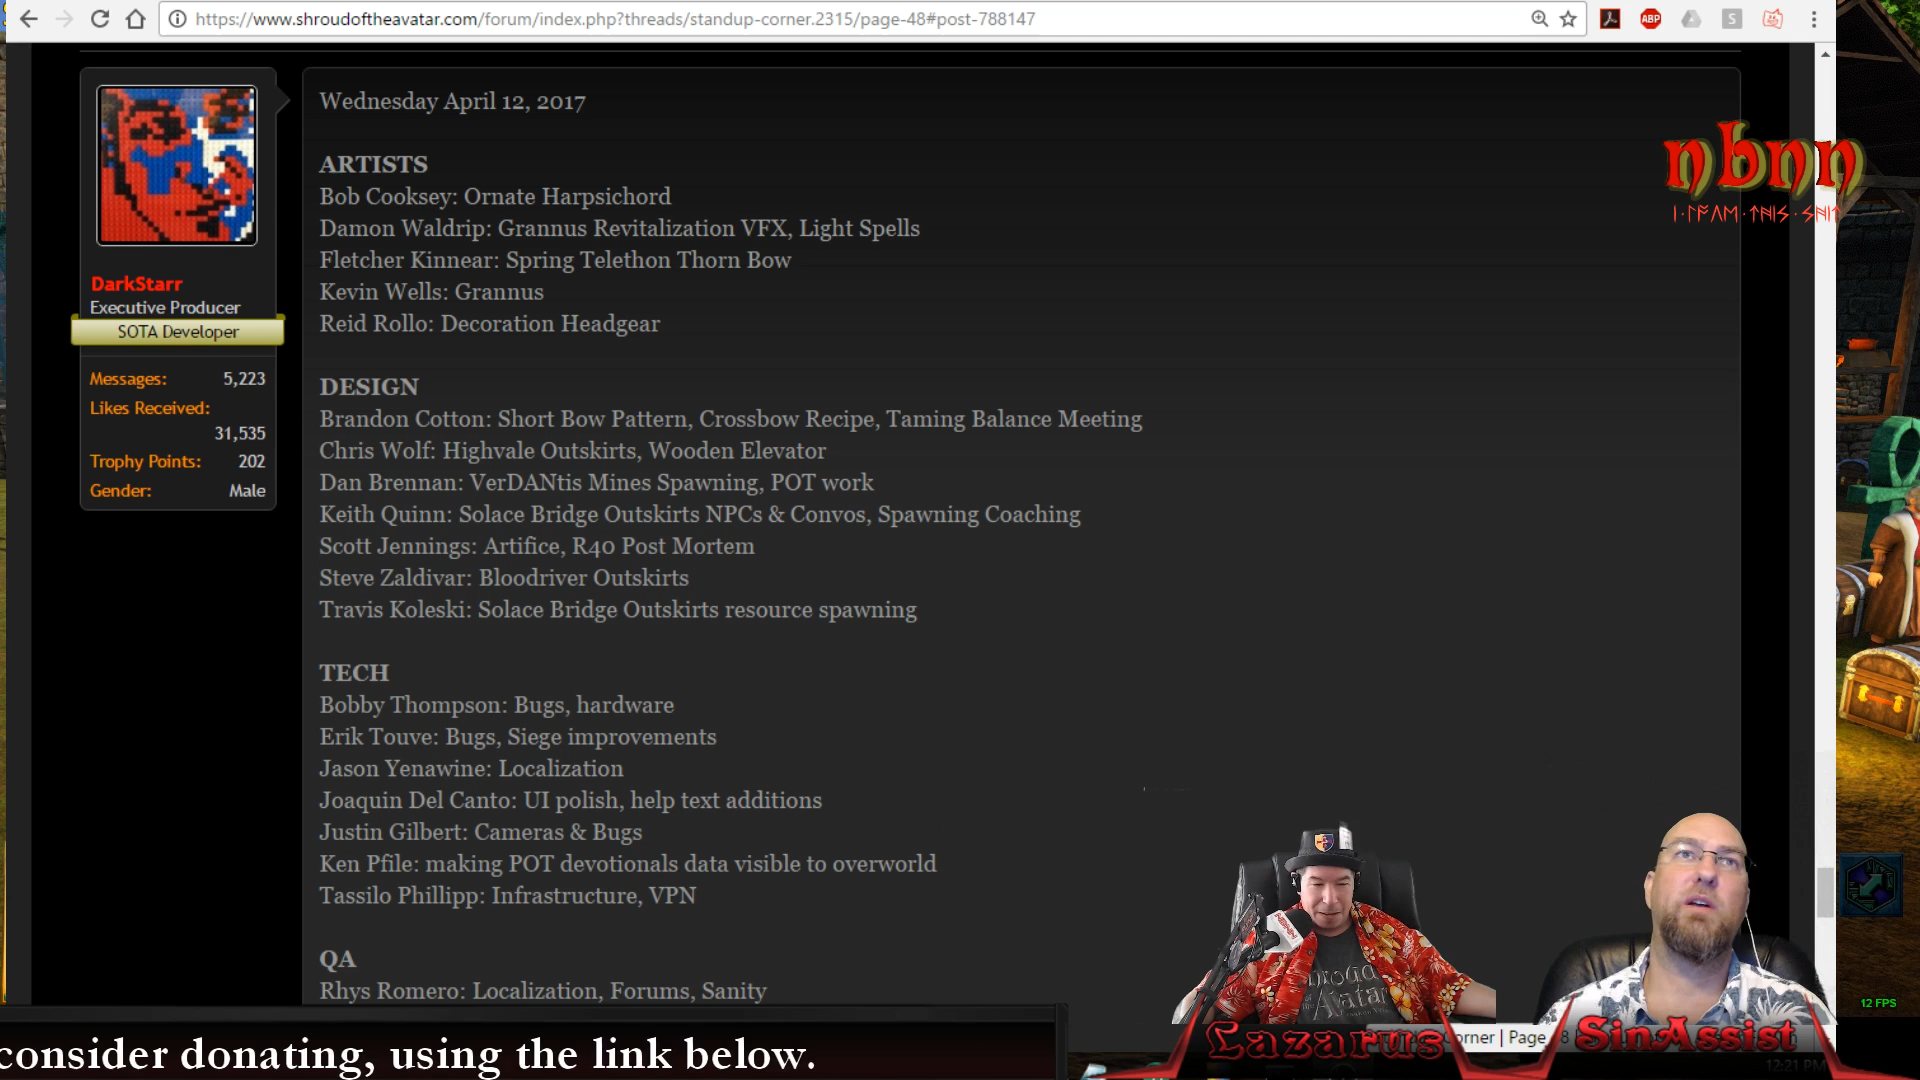 https://www.shroudoftheavatar.com/forum/index.php?threads/standup-corner.2315/page-48#post-788147
ABP
S
Wednesday April 12, 2017
ARTISTS
Bob Cooksey: Ornate Harpsichord
Damon Waldrip: Grannus Revitalization VFX, Light Spells
Fletcher Kinnear: Spring Telethon Thorn Bow
Kevin Wells: Grannus
Reid Rollo: Decoration Headgear
DarkStarr
Executive Producer
SOTA Developer
Messages: 5,223
Likes Received:
31,535
Trophy Points: 202
Gender: Male
DESIGN
Brandon Cotton: Short Bow Pattern, Crossbow Recipe, Taming Balance Meeting
Chris Wolf: Highvale Outskirts, Wooden Elevator
Dan Brennan: VerDANtis Mines Spawning, POT work
Keith Quinn: Solace Bridge Outskirts NPCs & Convos, Spawning Coaching
Scott Jennings: Artifice, R40 Post Mortem
Steve Zaldivar: Bloodriver Outskirts
Travis Koleski: Solace Bridge Outskirts resource spawning
TECH
Bobby Thompson: Bugs, hardware
Erik Touve: Bugs, Siege improvements
Jason Yenawine: Localization
Joaquin Del Canto: UI polish, help text additions
Justin Gilbert: Cameras & Bugs
Ken Pfile: making POT devotionals data visible to overworld
Tassilo Phillipp: Infrastructure, VPN
QA
Rhys Romero: Localization, Forums, Sanity
nbnn
12 FPS
Lazarus
orner | Page
SinAssist
consider donating, using the link below.
12:21 PM